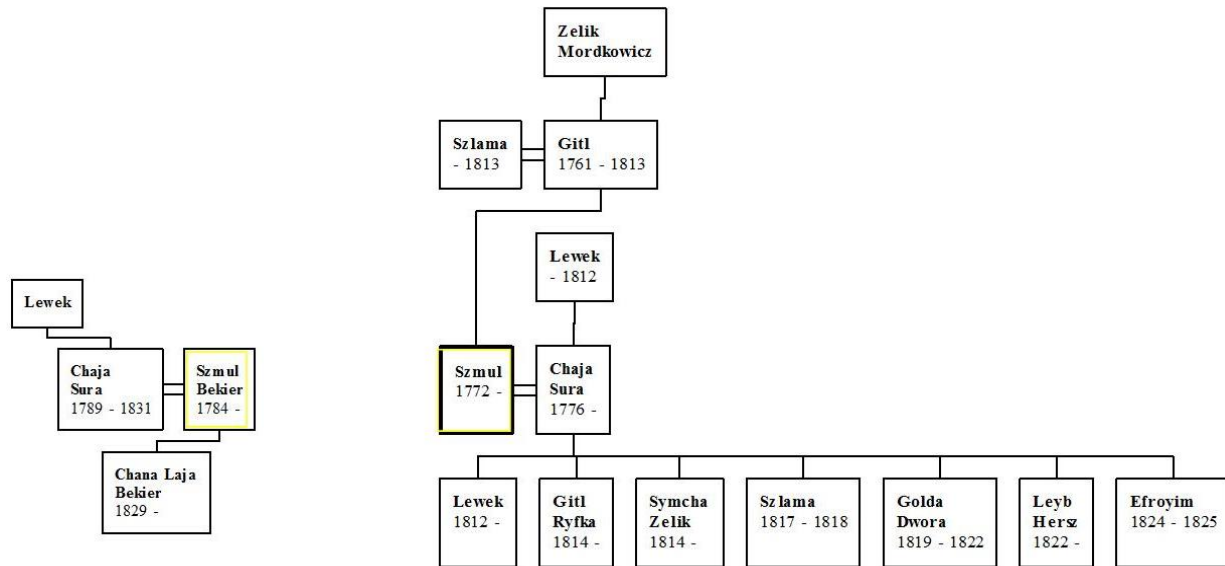 Zelik
Mordkowicz
Szlama
- 1813
Gitl
1761 - 1813
Lewek
- 1812
Lewek
Chaja
Sura
1789 - 1831
Szmul
Bekier
1784 -
Szmul
1772 -
Chaja
Sura
1776 -
Chana Laja
Bekier
1829 -
Lewek
1812 -
Gitl
Ryfka
1814 -
Symcha
Zelik
1814 -
Szlama
1817 - 1818
Golda
Dwora
1819 - 1822
Leyb
Hersz
1822 -
Efroyim
1824 - 1825